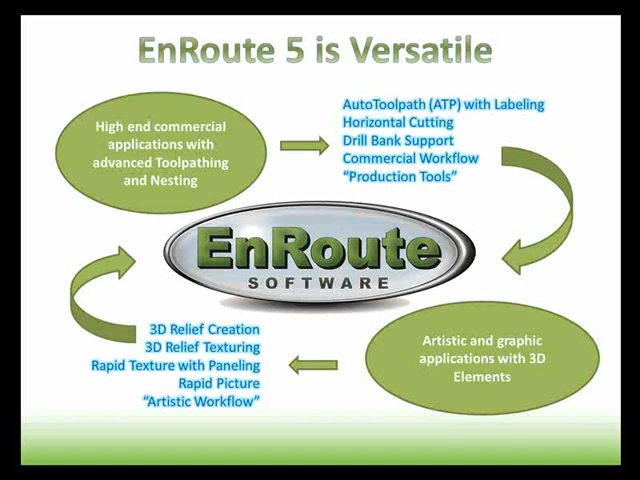 EnRoute 5 is Versatile
High end commercial
applications with
advanced Toolpathing
and Nesting
AutoToolpath (ATP) with Labeling
Horizontal Cutting
Drill Bank Support
Commercial Workflow
“Production Tools”
EnRoute
SOFTWARE
3D Relief Creation
3D Relief Texturing
Rapid Texture with Paneling
Rapid Picture
“Artistic Workflow”
Artistic and graphic
applications with 3D
Elements